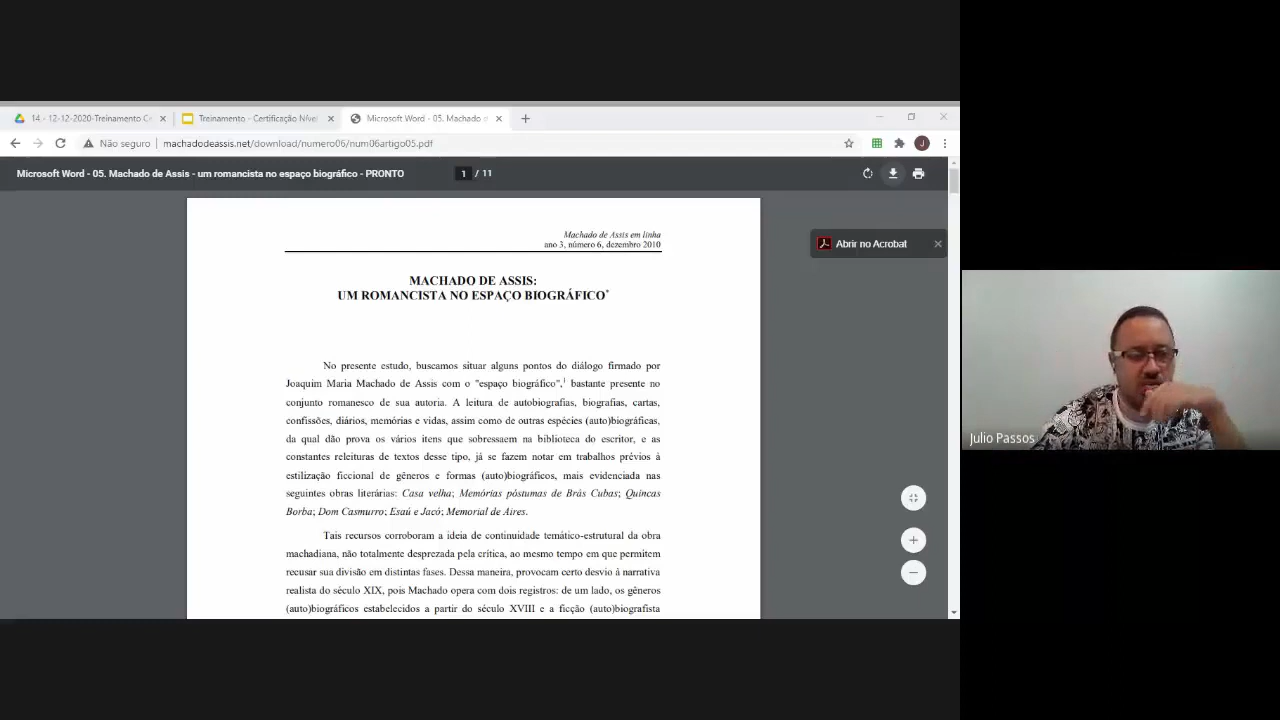 14. - 12-12-2020-Treinamento Ce
Treinamento - Certificação Nível
Microsoft Word - 05. Machado d
Não seguro
machadodeassis.net/download/numero06/num06artigo05.pdf
J
Microsoft Word - 05. Machado de Assis - um romancista no espaço biográfico - PRONTO
1 / 11
Machado de Assis em linha
ano 3, número 6, dezembro 2010
Abrir no Acrobat
MACHADO DE ASSIS:
UM ROMANCISTA NO ESPAÇO BIOGRÁFICO*
No presente estudo, buscamos situar alguns pontos do diálogo firmado por
Joaquim Maria Machado de Assis com o "espaço biográfico",1 bastante presente no
conjunto romanesco de sua autoria. A leitura de autobiografias, biografias, cartas,
confissões, diários, memórias e vidas, assim como de outras espécies (auto)biográficas,
da qual dão prova os vários itens que sobressaem na biblioteca do escritor, e as
constantes releituras de textos desse tipo, já se fazem notar em trabalhos prévios à
estilização ficcional de gêneros e formas (auto)biográficos, mais evidenciada nas
seguintes obras literárias: Casa velha; Memórias póstumas de Brás Cubas; Quincas
Borba; Dom Casmurro; Esaú e Jacó; Memorial de Aires.
Tais recursos corroboram a ideia de continuidade temático-estrutural da obra
machadiana, não totalmente desprezada pela crítica, ao mesmo tempo em que permitem
recusar sua divisão em distintas fases. Dessa maneira, provocam certo desvio à narrativa
realista do século XIX, pois Machado opera com dois registros: de um lado, os gêneros
(auto)biográficos estabelecidos a partir do século XVIII e a ficção (auto)biografista
Julio Passos